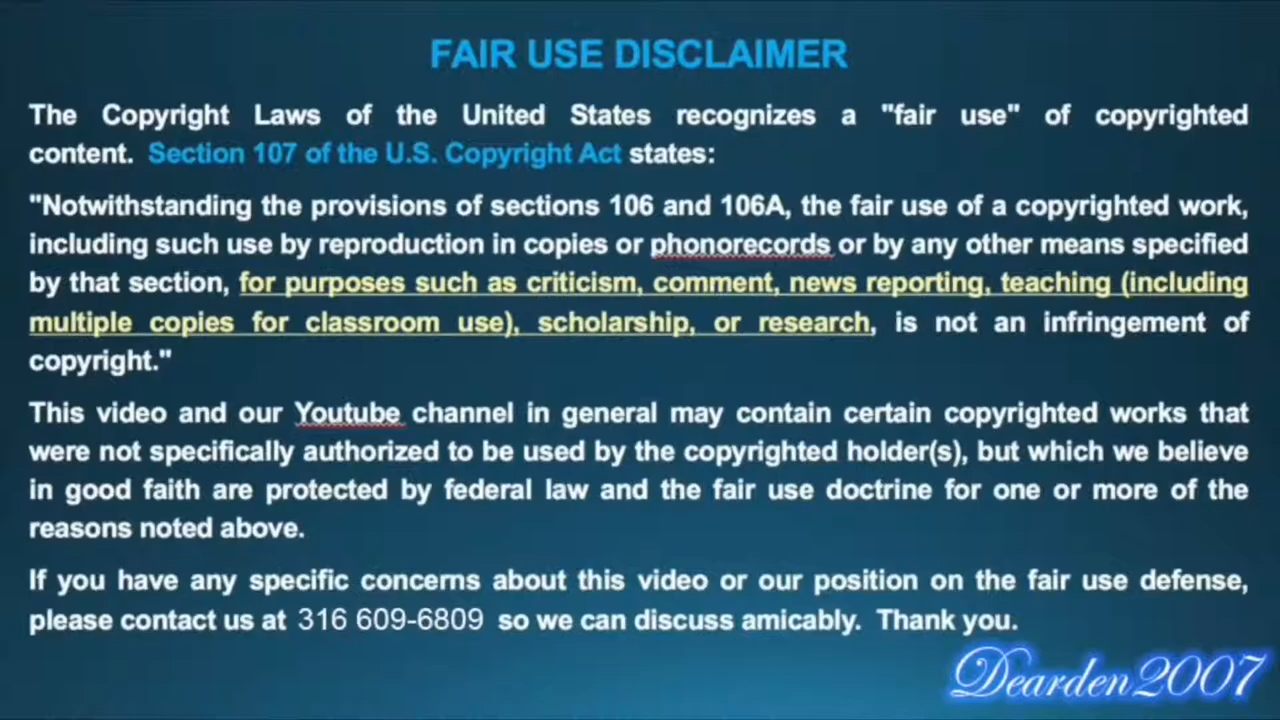 FAIR USE DISCLAIMER
The Copyright Laws of the United States recognizes a "fair use" of copyrighted
content. Section 107 of the U.S. Copyright Act states:
"Notwithstanding the provisions of sections 106 and 106A, the fair use of a copyrighted work,
including such use by reproduction in copies or phonorecords or by any other means specified
by that section, for purposes such as criticism, comment, news reporting, teaching (including
multiple copies for classroom use), scholarship, or research, is not an infringement of
copyright."
This video and our Youtube channel in general may contain certain copyrighted works that
were not specifically authorized to be used by the copyrighted holder(s), but which we believe
in good faith are protected by federal law and the fair use doctrine for one or more of the
reasons noted above.
If you have any specific concerns about this video or our position on the fair use defense,
please contact us at 316 609-6809 so we can discuss amicably. Thank you.
Dearden2007